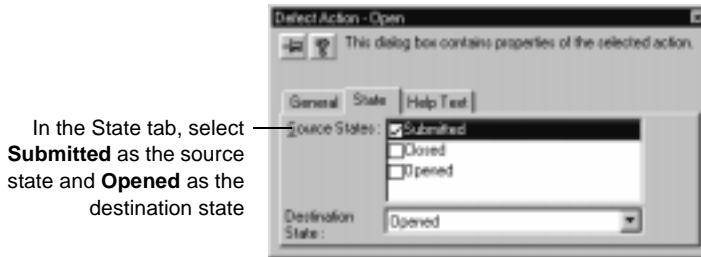 Defect Action - Open
This dialog box contains properties of the selected action.
General State Help Text
In the State tab, select
Submitted as the source
state and Opened as the
destination state
Source States:
Submitted
Closed
Opened
Destination
State:
Opened